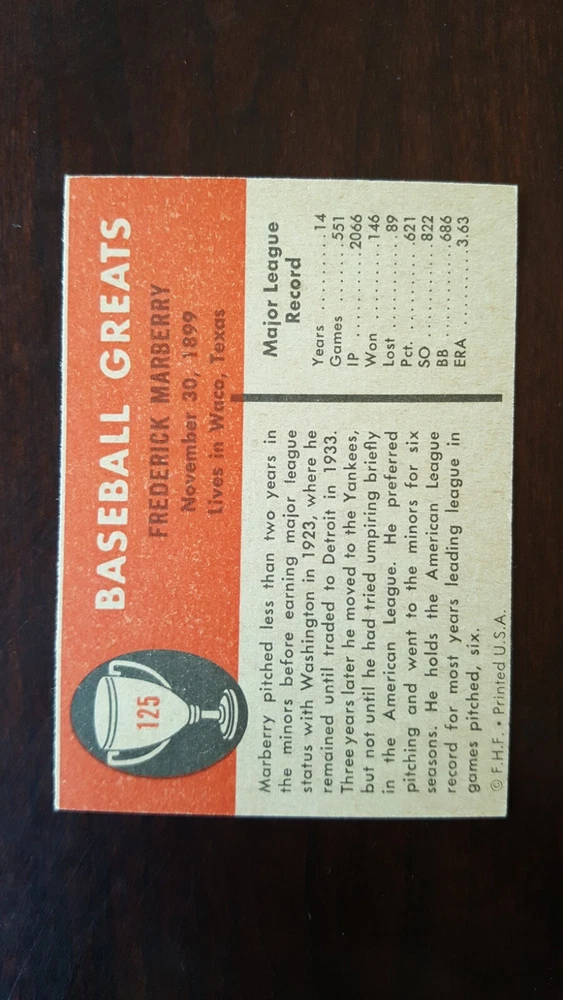 BASEBALL GREATS
125
FREDERICK MARBERRY
November 30, 1899
Lives in Waco, Texas
Marberry pitched less than two years in
the minors before earning major league
status with Washington in 1923, where he
remained until traded to Detroit in 1933.
Three years later he moved to the Yankees,
but not until he had tried umpiring briefly
in the American League. He preferred
pitching and went to the minors for six
seasons. He holds the American League
record for most years leading league in
games pitched, six.
Major League
Record
Years ..........14
Games .......551
IP ............2066
Won .........146
Lost ...........89
Pct. ..........621
SO ...........822
BB ...........686
ERA .........3.63
© F.H.F. • Printed U.S.A.